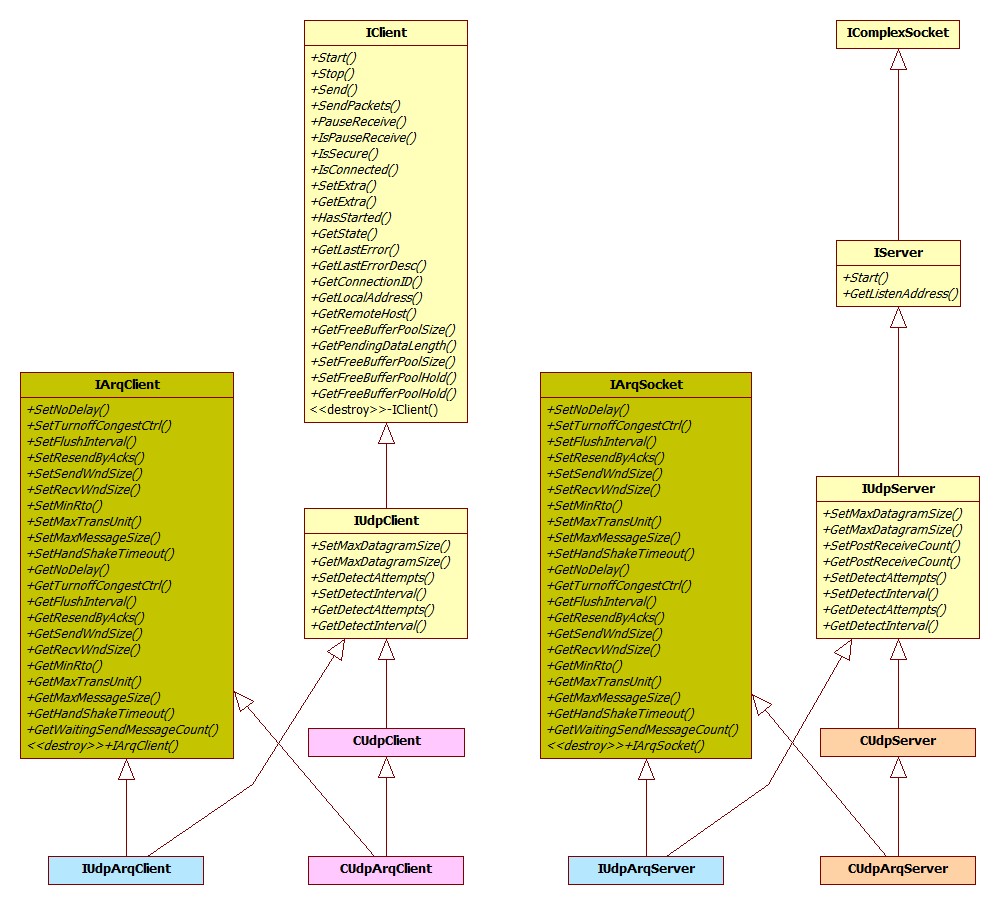 IClient
+Start()
+Stop()
+Send()
+SendPackets()
+PauseReceive()
+IsPauseReceive()
+IsSecure()
+IsConnected()
+SetExtra()
+GetExtra()
+HasStarted()
+GetState()
+GetLastError()
+GetLastErrorDesc()
+GetConnectionID()
+GetLocalAddress()
+GetRemoteHost()
+GetFreeBufferPoolSize()
+GetPendingDataLength()
+SetFreeBufferPoolSize()
+SetFreeBufferPoolHold()
+GetFreeBufferPoolHold()
<<destroy>>-IClient()
IComplexSocket
IServer
+Start()
+GetListenAddress()
IArqClient
+SetNoDelay()
+SetTurnoffCongestCtrl()
+SetFlushInterval()
+SetResendByAcks()
+SetSendWndSize()
+SetRecvWndSize()
+SetMinRto()
+SetMaxTransUnit()
+SetMaxMessageSize()
+SetHandShakeTimeout()
+GetNoDelay()
+GetTurnoffCongestCtrl()
+GetFlushInterval()
+GetResendByAcks()
+GetSendWndSize()
+GetRecvWndSize()
+GetMinRto()
+GetMaxTransUnit()
+GetMaxMessageSize()
+GetHandShakeTimeout()
+GetWaitingSendMessageCount()
<<destroy>>+IArqClient()
IUdpClient
+SetMaxDatagramSize()
+GetMaxDatagramSize()
+SetDetectAttempts()
+SetDetectInterval()
+GetDetectAttempts()
+GetDetectInterval()
IArqSocket
+SetNoDelay()
+SetTurnoffCongestCtrl()
+SetFlushInterval()
+SetResendByAcks()
+SetSendWndSize()
+SetRecvWndSize()
+SetMinRto()
+SetMaxTransUnit()
+SetMaxMessageSize()
+SetHandShakeTimeout()
+GetNoDelay()
+GetTurnoffCongestCtrl()
+GetFlushInterval()
+GetResendByAcks()
+GetSendWndSize()
+GetRecvWndSize()
+GetMinRto()
+GetMaxTransUnit()
+GetMaxMessageSize()
+GetHandShakeTimeout()
+GetWaitingSendMessageCount()
<<destroy>>+IArqSocket()
IUdpServer
+SetMaxDatagramSize()
+GetMaxDatagramSize()
+SetPostReceiveCount()
+GetPostReceiveCount()
+SetDetectAttempts()
+SetDetectInterval()
+GetDetectAttempts()
+GetDetectInterval()
CUdpClient
CUdpServer
IUdpArqClient
CUdpArqClient
IUdpArqServer
CUdpArqServer